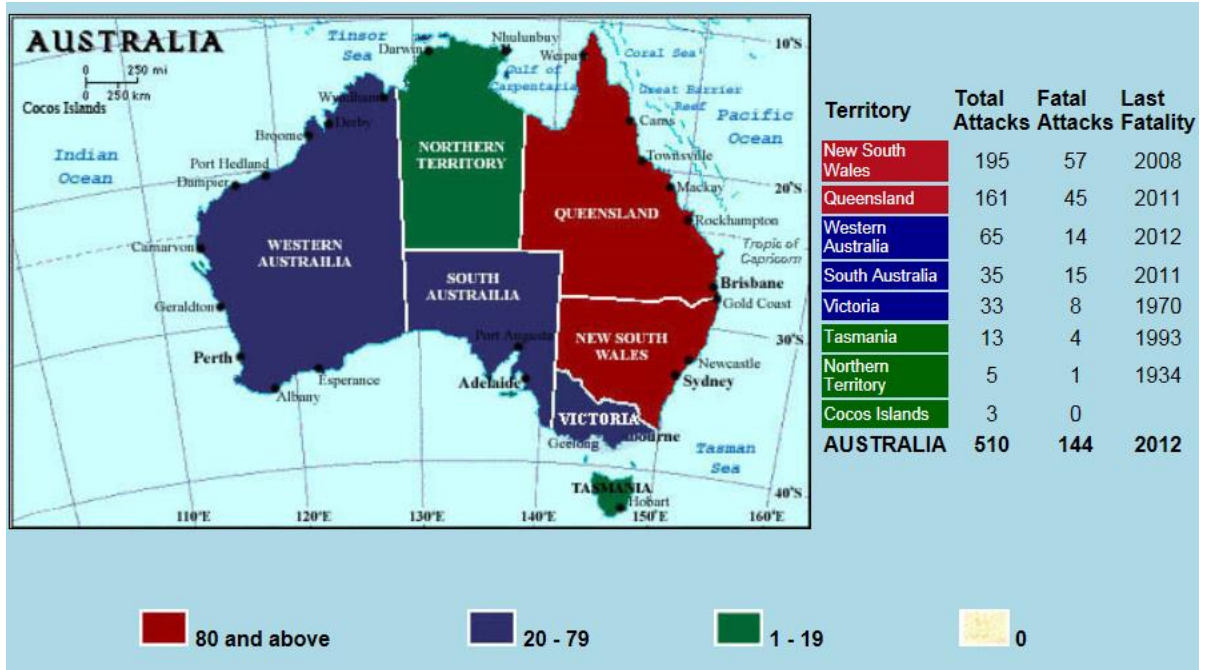 AUSTRALIA
0 250 mi
0 250 km
Cocos Islands
Tinsor
Sea
Darwin
Nhulunbuy
Weipa
Gulf of
Carpentaria
Coral Sea
Great Barrier
Reef
Pacific
Ocean
10°S
Wyndham
Derby
Broome
Port Hedland
Dampier
Indian
Ocean
NORTHERN
TERRITORY
Cairns
Townsville
Mackay
20°S
QUEENSLAND
Rockhampton
Tropic of
Capricorn
Camarvon
WESTERN
AUSTRAILIA
SOUTH
AUSTRAILIA
Brisbane
Gold Coast
Geraldton
Perth
Esperance
Albany
Port Augusta
Adelaide
NEW SOUTH
WALES
30°S
Newcastle
Sydney
VICTORIA
Geelong
bourne
Tasman
Sea
TASMANIA
Hobart
40°S
110°E 120°E 130°E 140°E 150°E 160°E
Territory Total Attacks Fatal Attacks Last Fatality
New South Wales 195 57 2008
Queensland 161 45 2011
Western Australia 65 14 2012
South Australia 35 15 2011
Victoria 33 8 1970
Tasmania 13 4 1993
Northern Territory 5 1 1934
Cocos Islands 3 0
AUSTRALIA 510 144 2012
80 and above 20 - 79 1 - 19 0